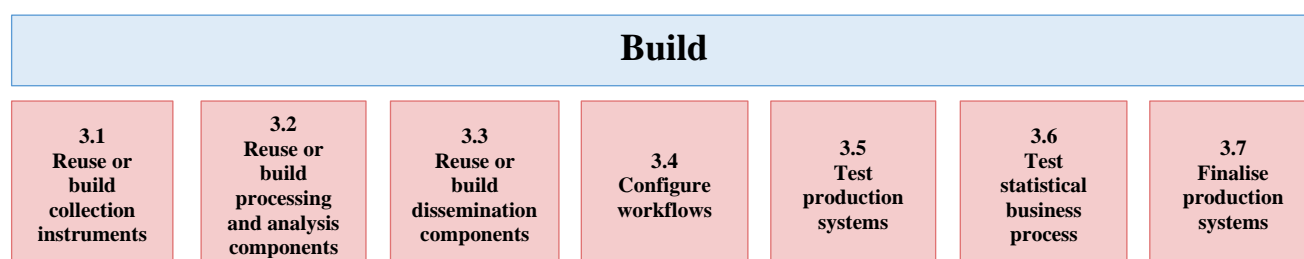 Build
3.1
Reuse or
build
collection
instruments
3.2
Reuse or
build
processing
and analysis
components
3.3
Reuse or
build
dissemination
components
3.4
Configure
workflows
3.5
Test
production
systems
3.6
Test
statistical
business
process
3.7
Finalise
production
systems